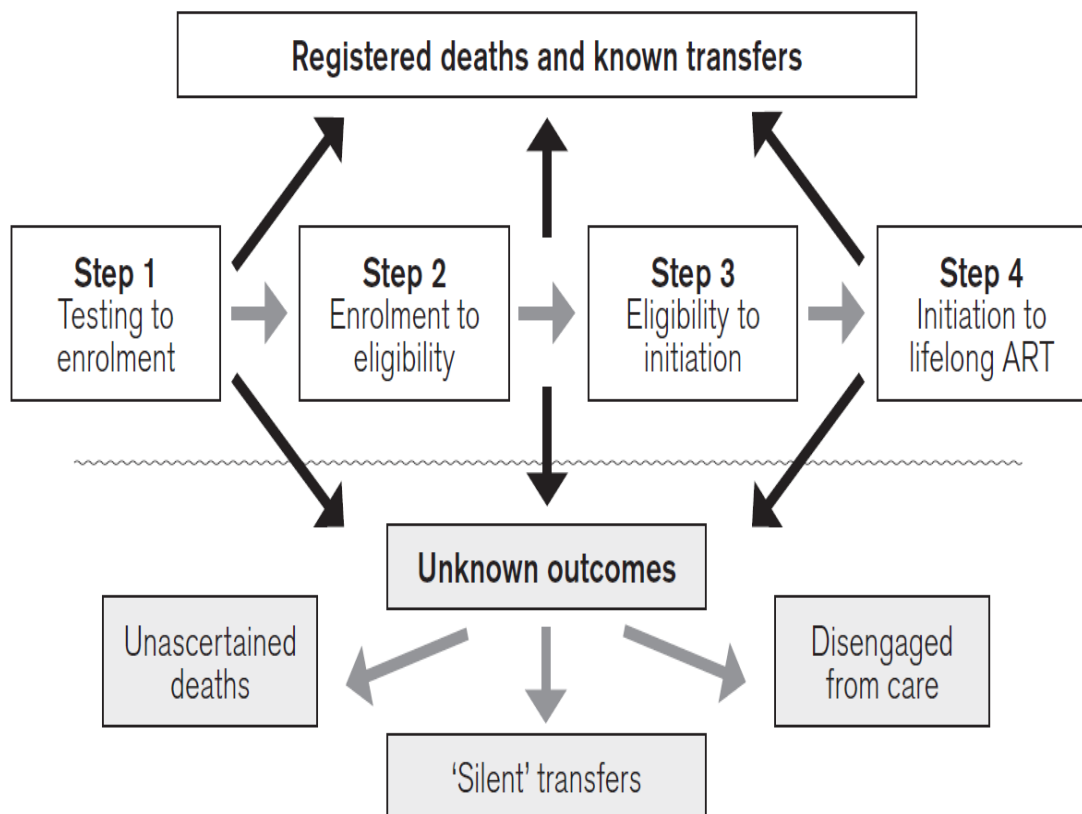 Registered deaths and known transfers
Step 1
Testing to
enrolment
Step 2
Enrolment to
eligibility
Step 3
Eligibility to
initiation
Step 4
Initiation to
lifelong ART
Unknown outcomes
Unascertained
deaths
Disengaged
from care
‘Silent’ transfers